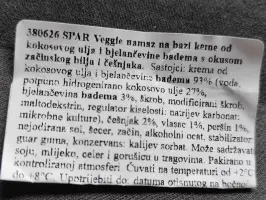 380626 SPAR Veggie namaz na bazi kreme od
kokosovog ulja i bjelančevine badema s okusom
začinskog bilja i češnjaka. Sastojci: krema od
kokosovog ulja i bjelančevina badema 93% (voda,
potpuno hidrogenirano kokosovo ulje 27%,
bjelančevina badema 3%, škrob, modificirani škrob,
maltodekstrin, regulator kiselosti: natrijev karbonat;
mikrobne kulture), češnjak 2%, vlasac 1%, peršin 1%,
nejodirana sol, šećer, začin, alkoholni ocat, stabilizator
guar guma, konzervans: kalijev sorbat. Može sadržavati
soju, mlijeko, celer i gorušicu u tragovima. Pakirano u
kontroliranoj atmosferi. Čuvati na temperaturi od +2°C
do +8°C. Upotrijebiti do: datuma otisnutog na bočnoj